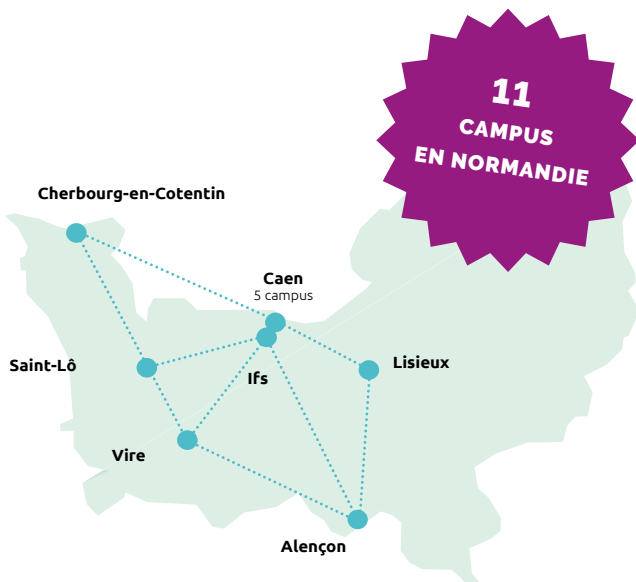 11
CAMPUS
EN NORMANDIE
Cherbourg-en-Cotentin
Caen
5 campus
Saint-Lô
Ifs
Lisieux
Vire
Alençon